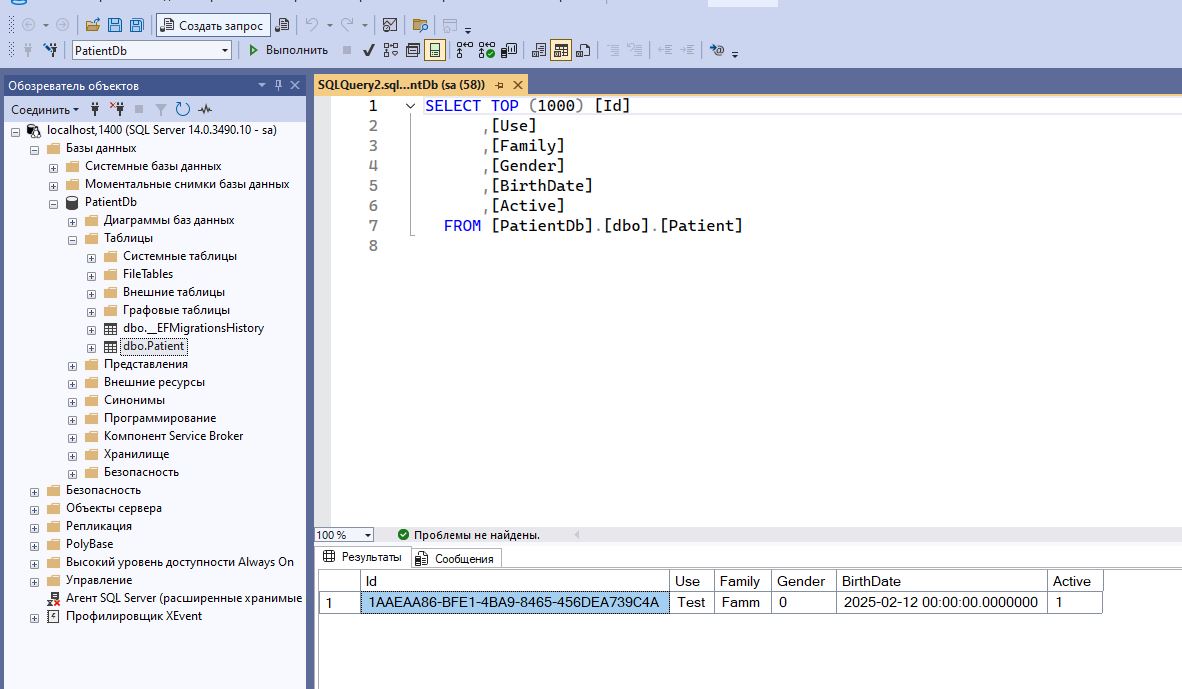 Создать запрос
PatientDb
Выполнить
Обозреватель объектов
Соединить
localhost,1400 (SQL Server 14.0.3490.10 - sa)
Базы данных
Системные базы данных
Моментальные снимки базы данных
PatientDb
Диаграммы баз данных
Таблицы
Системные таблицы
FileTables
Внешние таблицы
Графовые таблицы
dbo.__EFMigrationsHistory
dbo.Patient
Представления
Внешние ресурсы
Синонимы
Программирование
Компонент Service Broker
Хранилище
Безопасность
Безопасность
Объекты сервера
Репликация
PolyBase
Высокий уровень доступности Always On
Управление
Агент SQL Server (расширенные хранимые
Профилировщик XEvent
SQLQuery2.sql...ntDb (sa (58))
1 SELECT TOP (1000) [Id]
2 ,[Use]
3 ,[Family]
4 ,[Gender]
5 ,[BirthDate]
6 ,[Active]
7 FROM [PatientDb].[dbo].[Patient]
8
100 % Проблемы не найдены.
Результаты Сообщения
Id Use Family Gender BirthDate Active
1 1AAEAA86-BFE1-4BA9-8465-456DEA739C4A Test Famm 0 2025-02-12 00:00:00.0000000 1